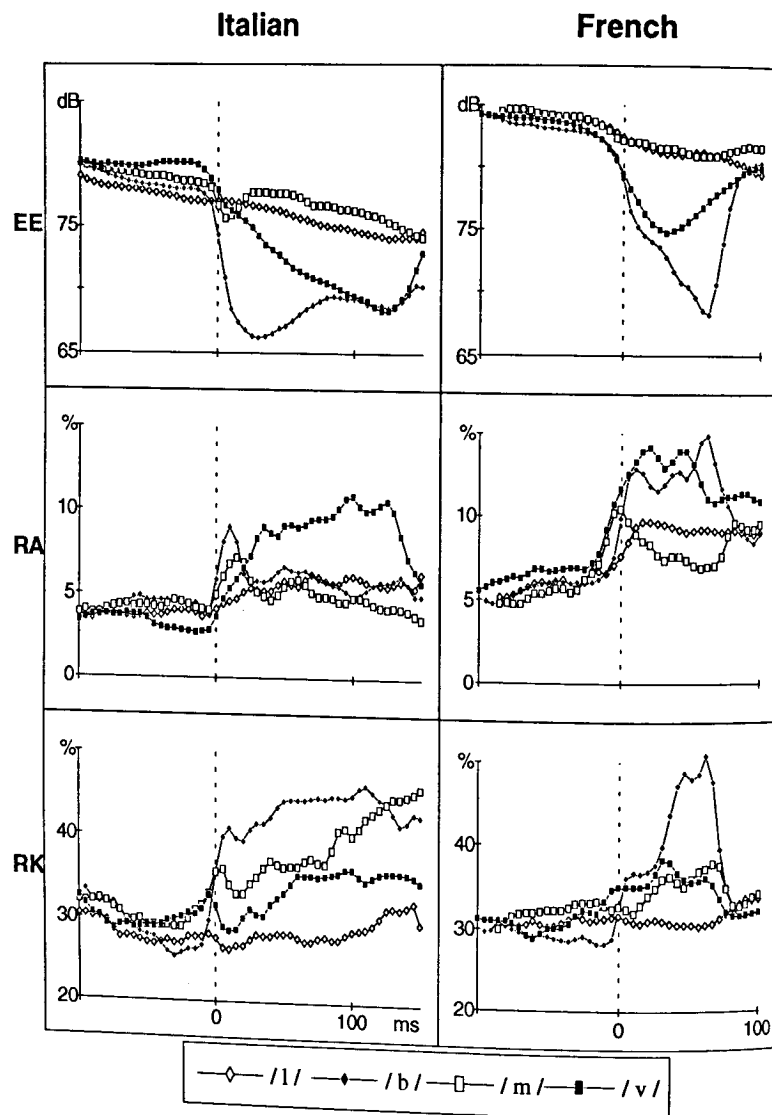 Italian French
dB dB
EE 75 75
65 65
% %
10 10
RA
5 5
0 0
% %
40 40
RK
30 30
20 20
0 100 ms 0 100
/l/ /b/ /m/ /v/